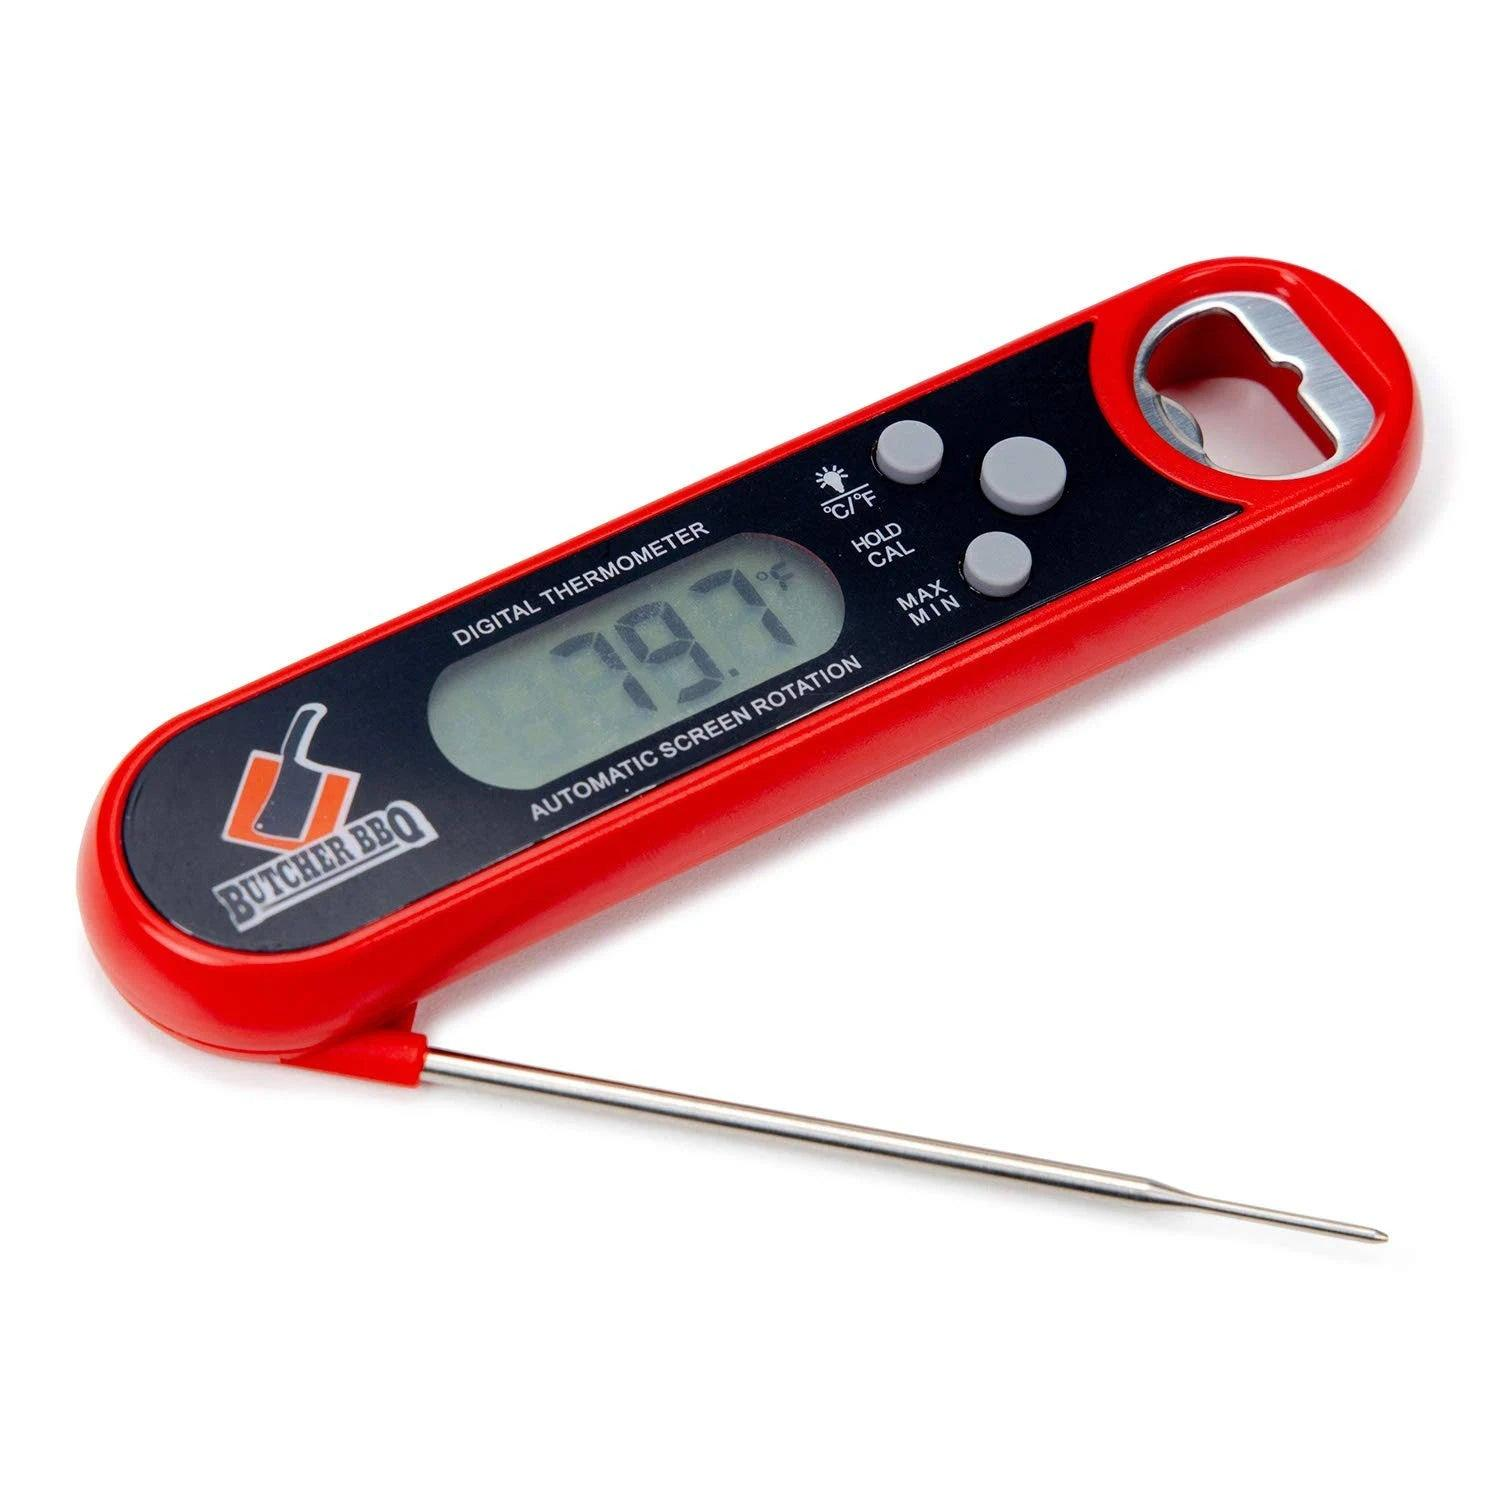 DIGITAL THERMOMETER
79.7 °F
AUTOMATIC SCREEN ROTATION
°C/°F
HOLD
CAL
MAX
MIN
BUTCHER BBQ